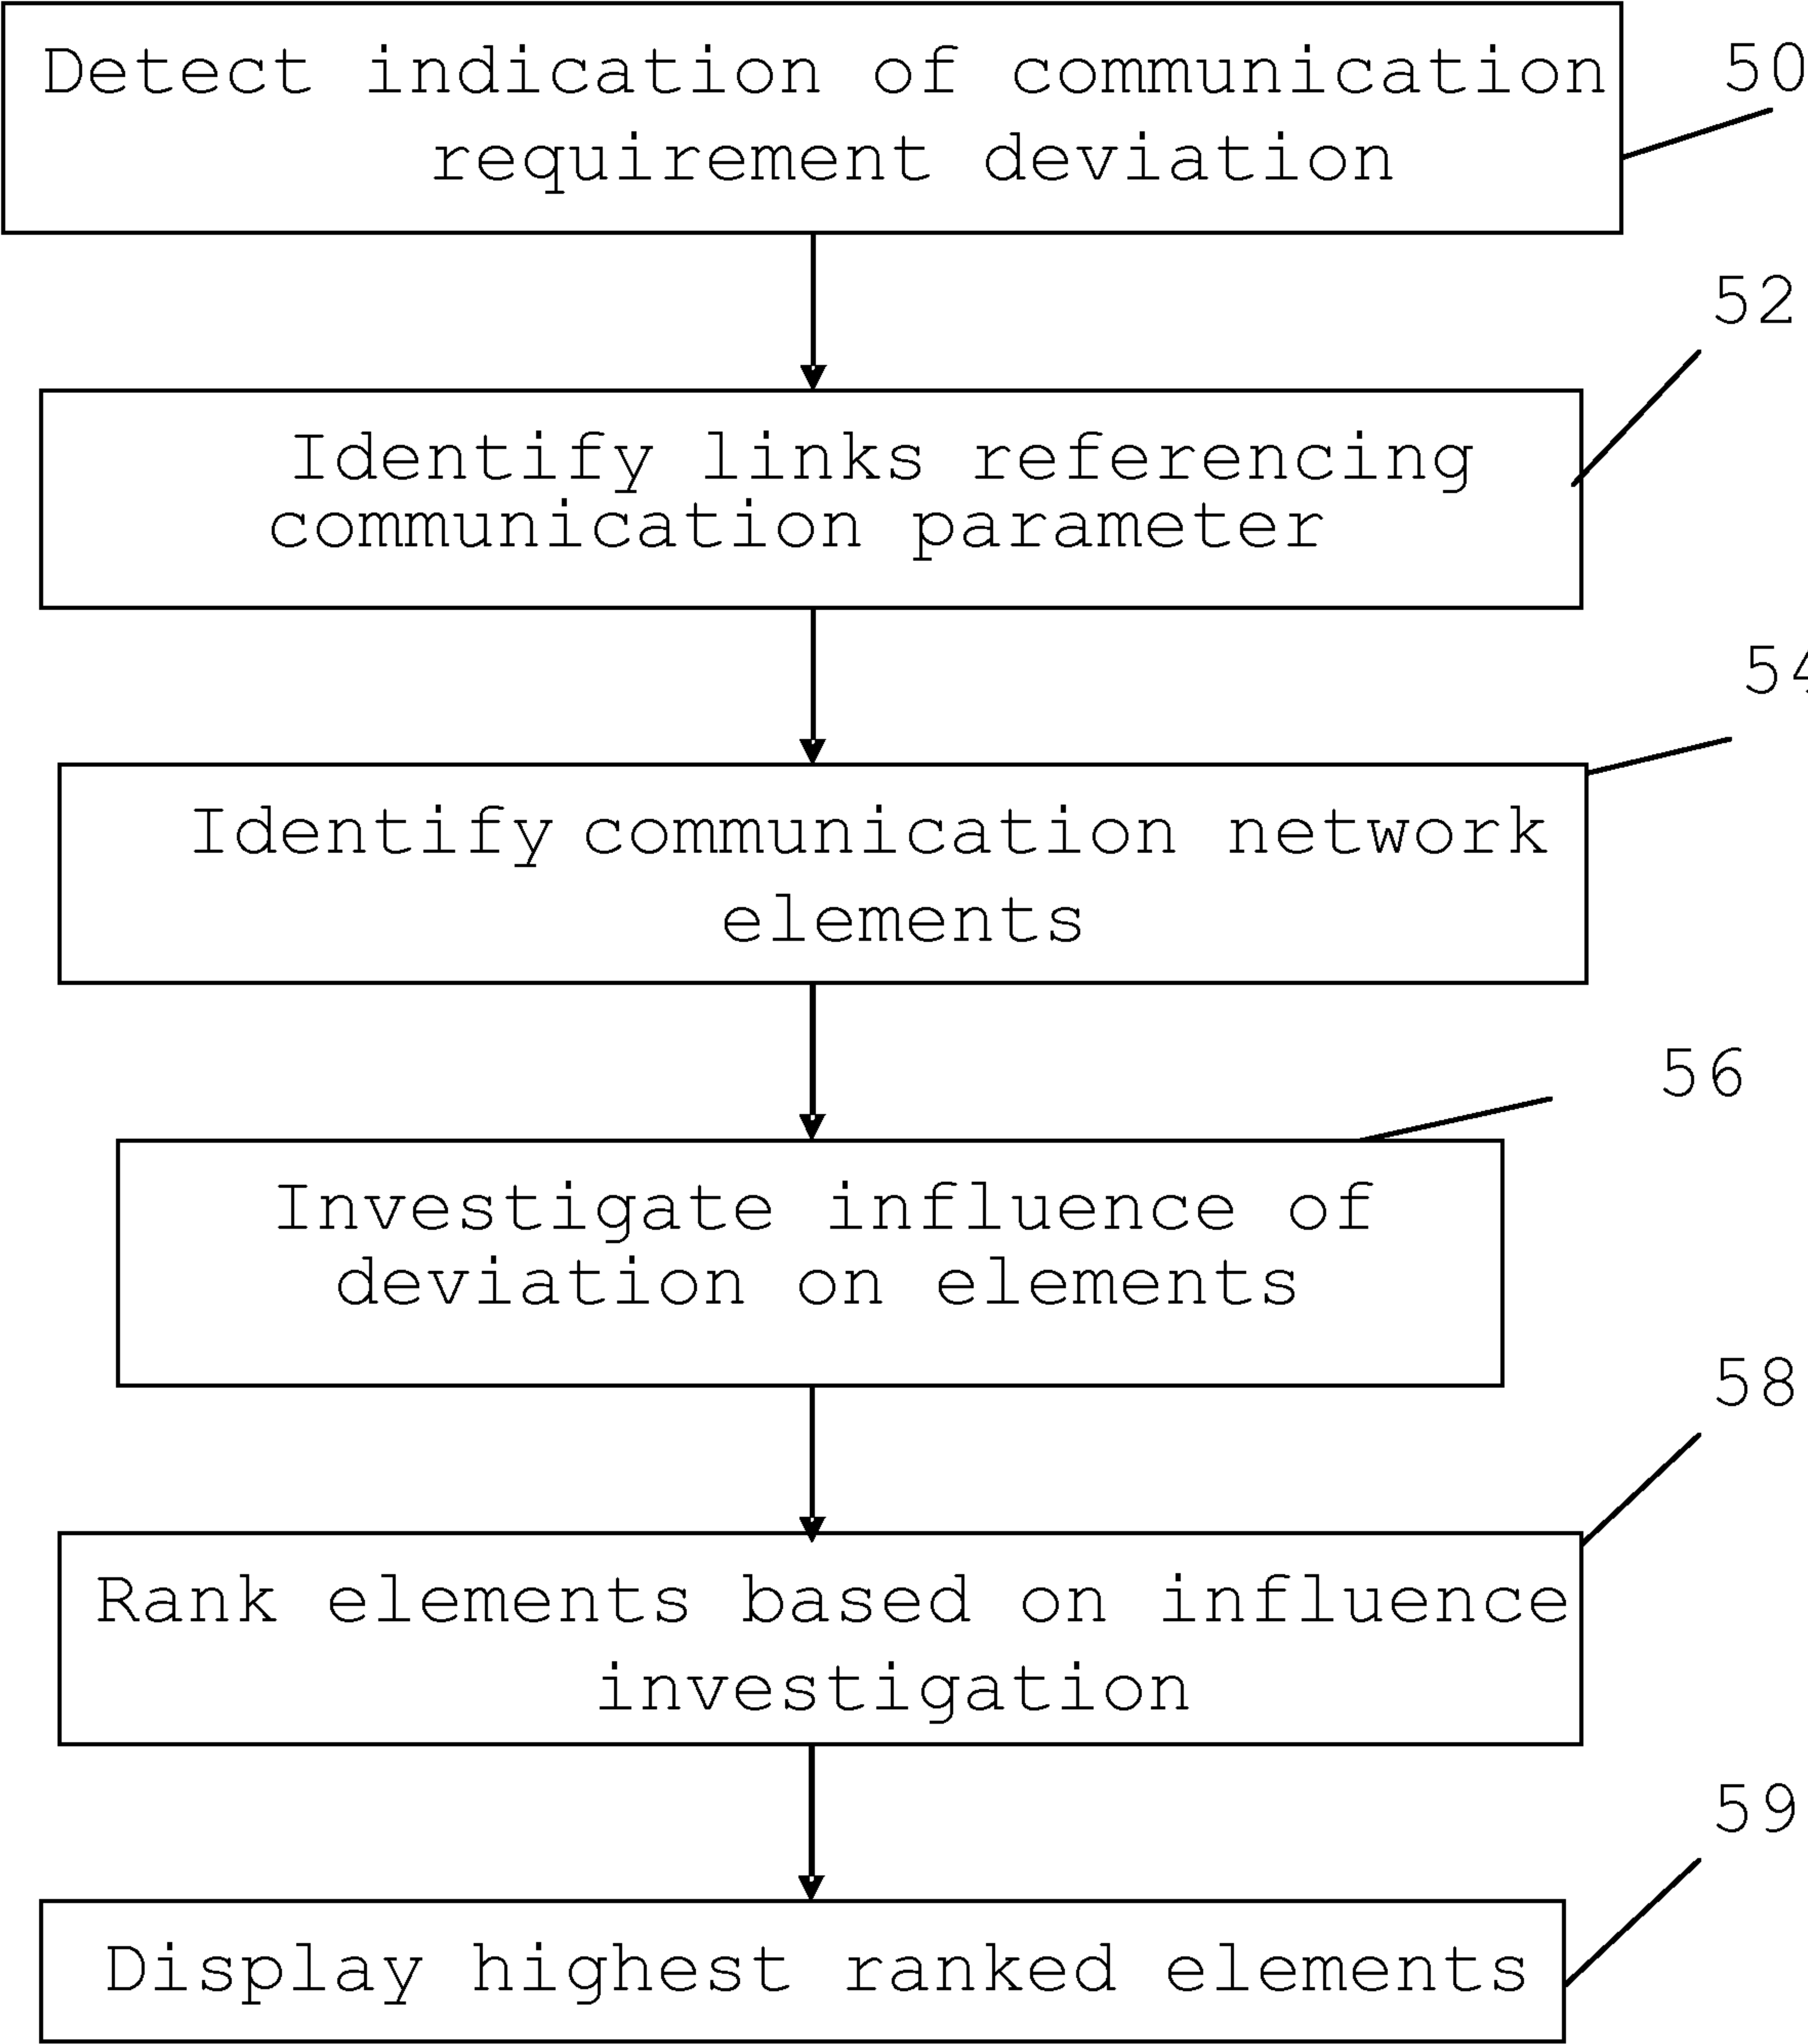 Detect indication of communication
requirement deviation
50
52
Identify links referencing
communication parameter
54
Identify communication network
elements
56
Investigate influence of
deviation on elements
58
Rank elements based on influence
investigation
59
Display highest ranked elements